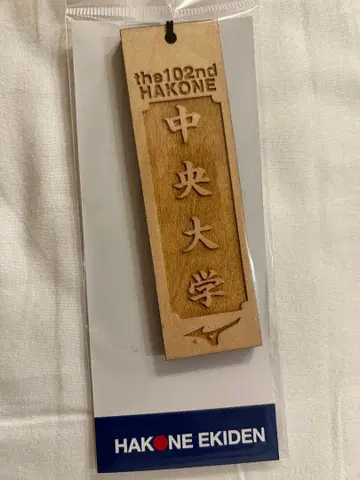 the102nd
HAKONE
中央大学
HAKONE EKIDEN